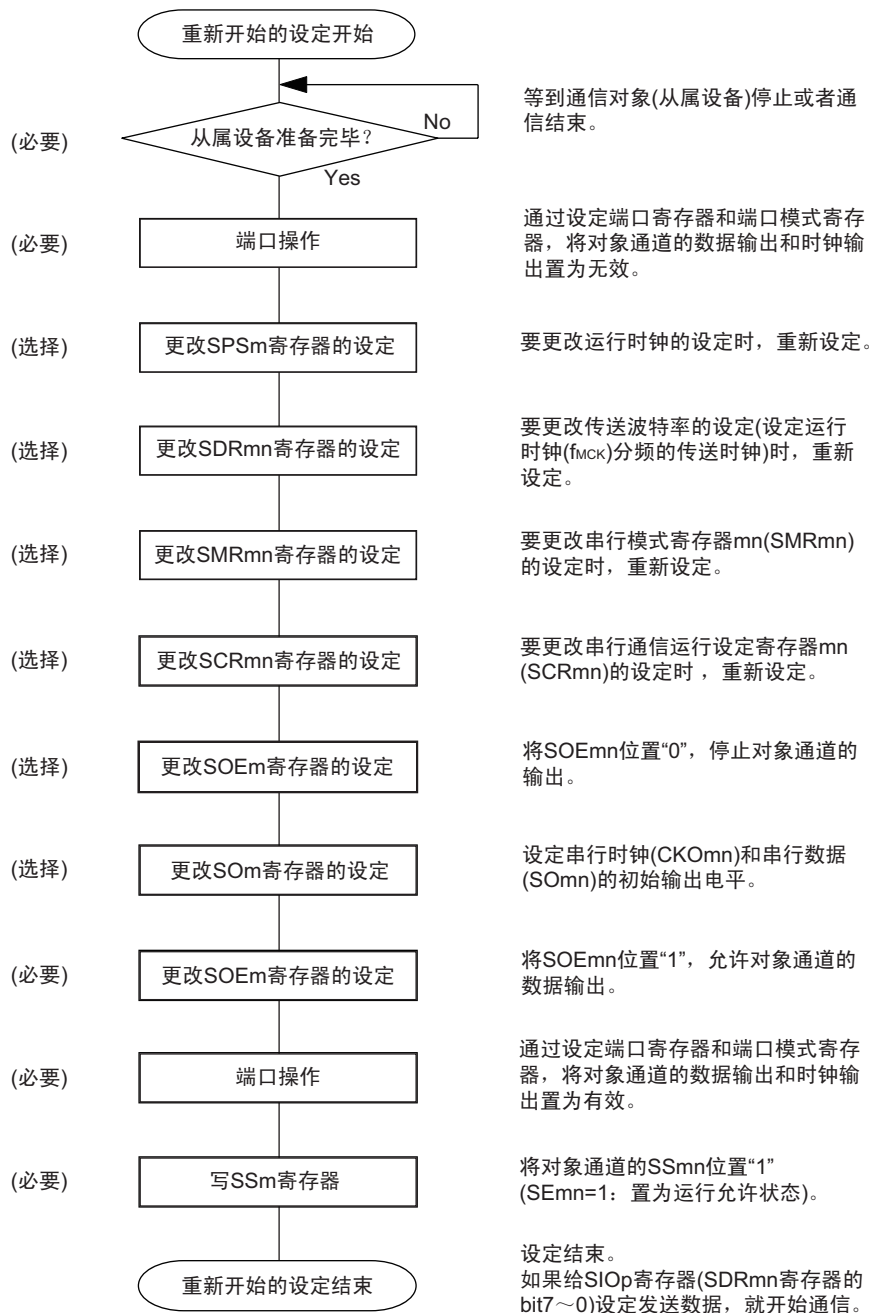 重新开始的设定开始
等到通信对象(从属设备)停止或者通
信结束。
(必要)
从属设备准备完毕？
No
Yes
(必要)
端口操作
通过设定端口寄存器和端口模式寄存
器，将对象通道的数据输出和时钟输
出置为无效。
(选择)
更改SPSm寄存器的设定
要更改运行时钟的设定时，重新设定。
(选择)
更改SDRmn寄存器的设定
要更改传送波特率的设定(设定运行
时钟(fMCK)分频的传送时钟)时，重新
设定。
(选择)
更改SMRmn寄存器的设定
要更改串行模式寄存器mn(SMRmn)
的设定时，重新设定。
(选择)
更改SCRmn寄存器的设定
要更改串行通信运行设定寄存器mn
(SCRmn)的设定时 ，重新设定。
(选择)
更改SOEm寄存器的设定
将SOEmn位置“0”，停止对象通道的
输出。
(选择)
更改SOm寄存器的设定
设定串行时钟(CKOmn)和串行数据
(SOmn)的初始输出电平。
(必要)
更改SOEm寄存器的设定
将SOEmn位置“1”，允许对象通道的
数据输出。
(必要)
端口操作
通过设定端口寄存器和端口模式寄存
器，将对象通道的数据输出和时钟输
出置为有效。
(必要)
写SSm寄存器
将对象通道的SSmn位置“1”
(SEmn=1：置为运行允许状态)。
重新开始的设定结束
设定结束。
如果给SIOp寄存器(SDRmn寄存器的
bit7～0)设定发送数据，就开始通信。